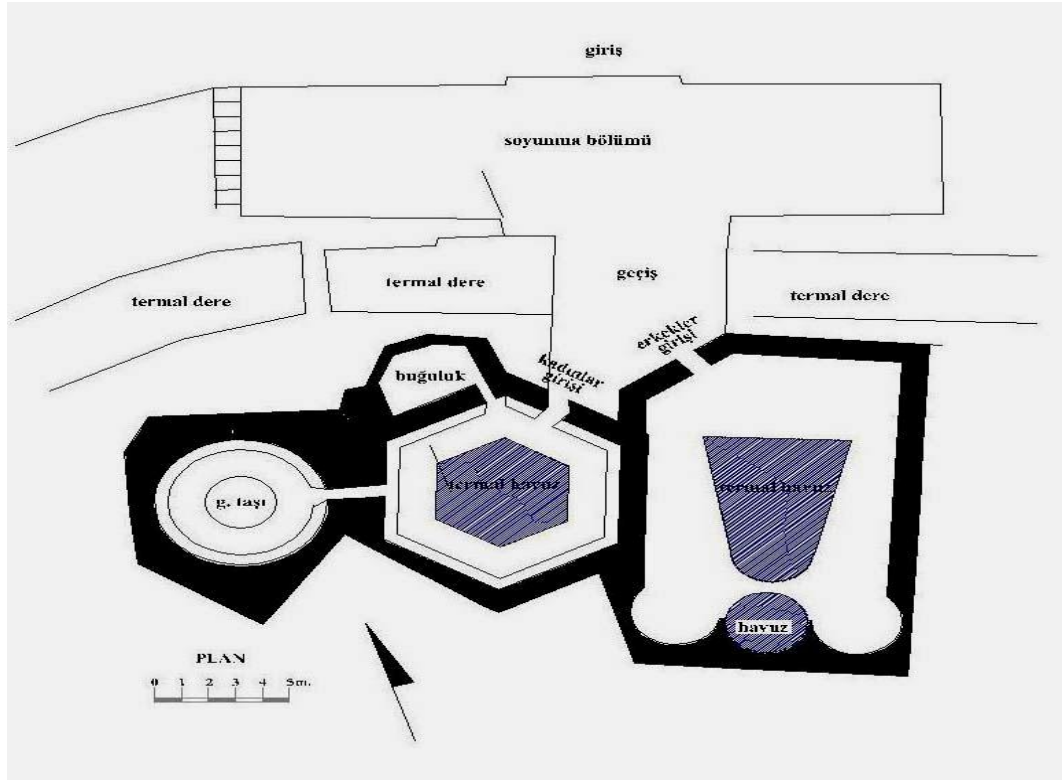 giriş
soyunma bölümü
geçiş
termal dere
termal dere
termal dere
erkekler
girişi
kadınlar
girişi
buğuluk
g. taşı
termal havuz
termal havuz
havuz
PLAN
0 1 2 3 4 5m.